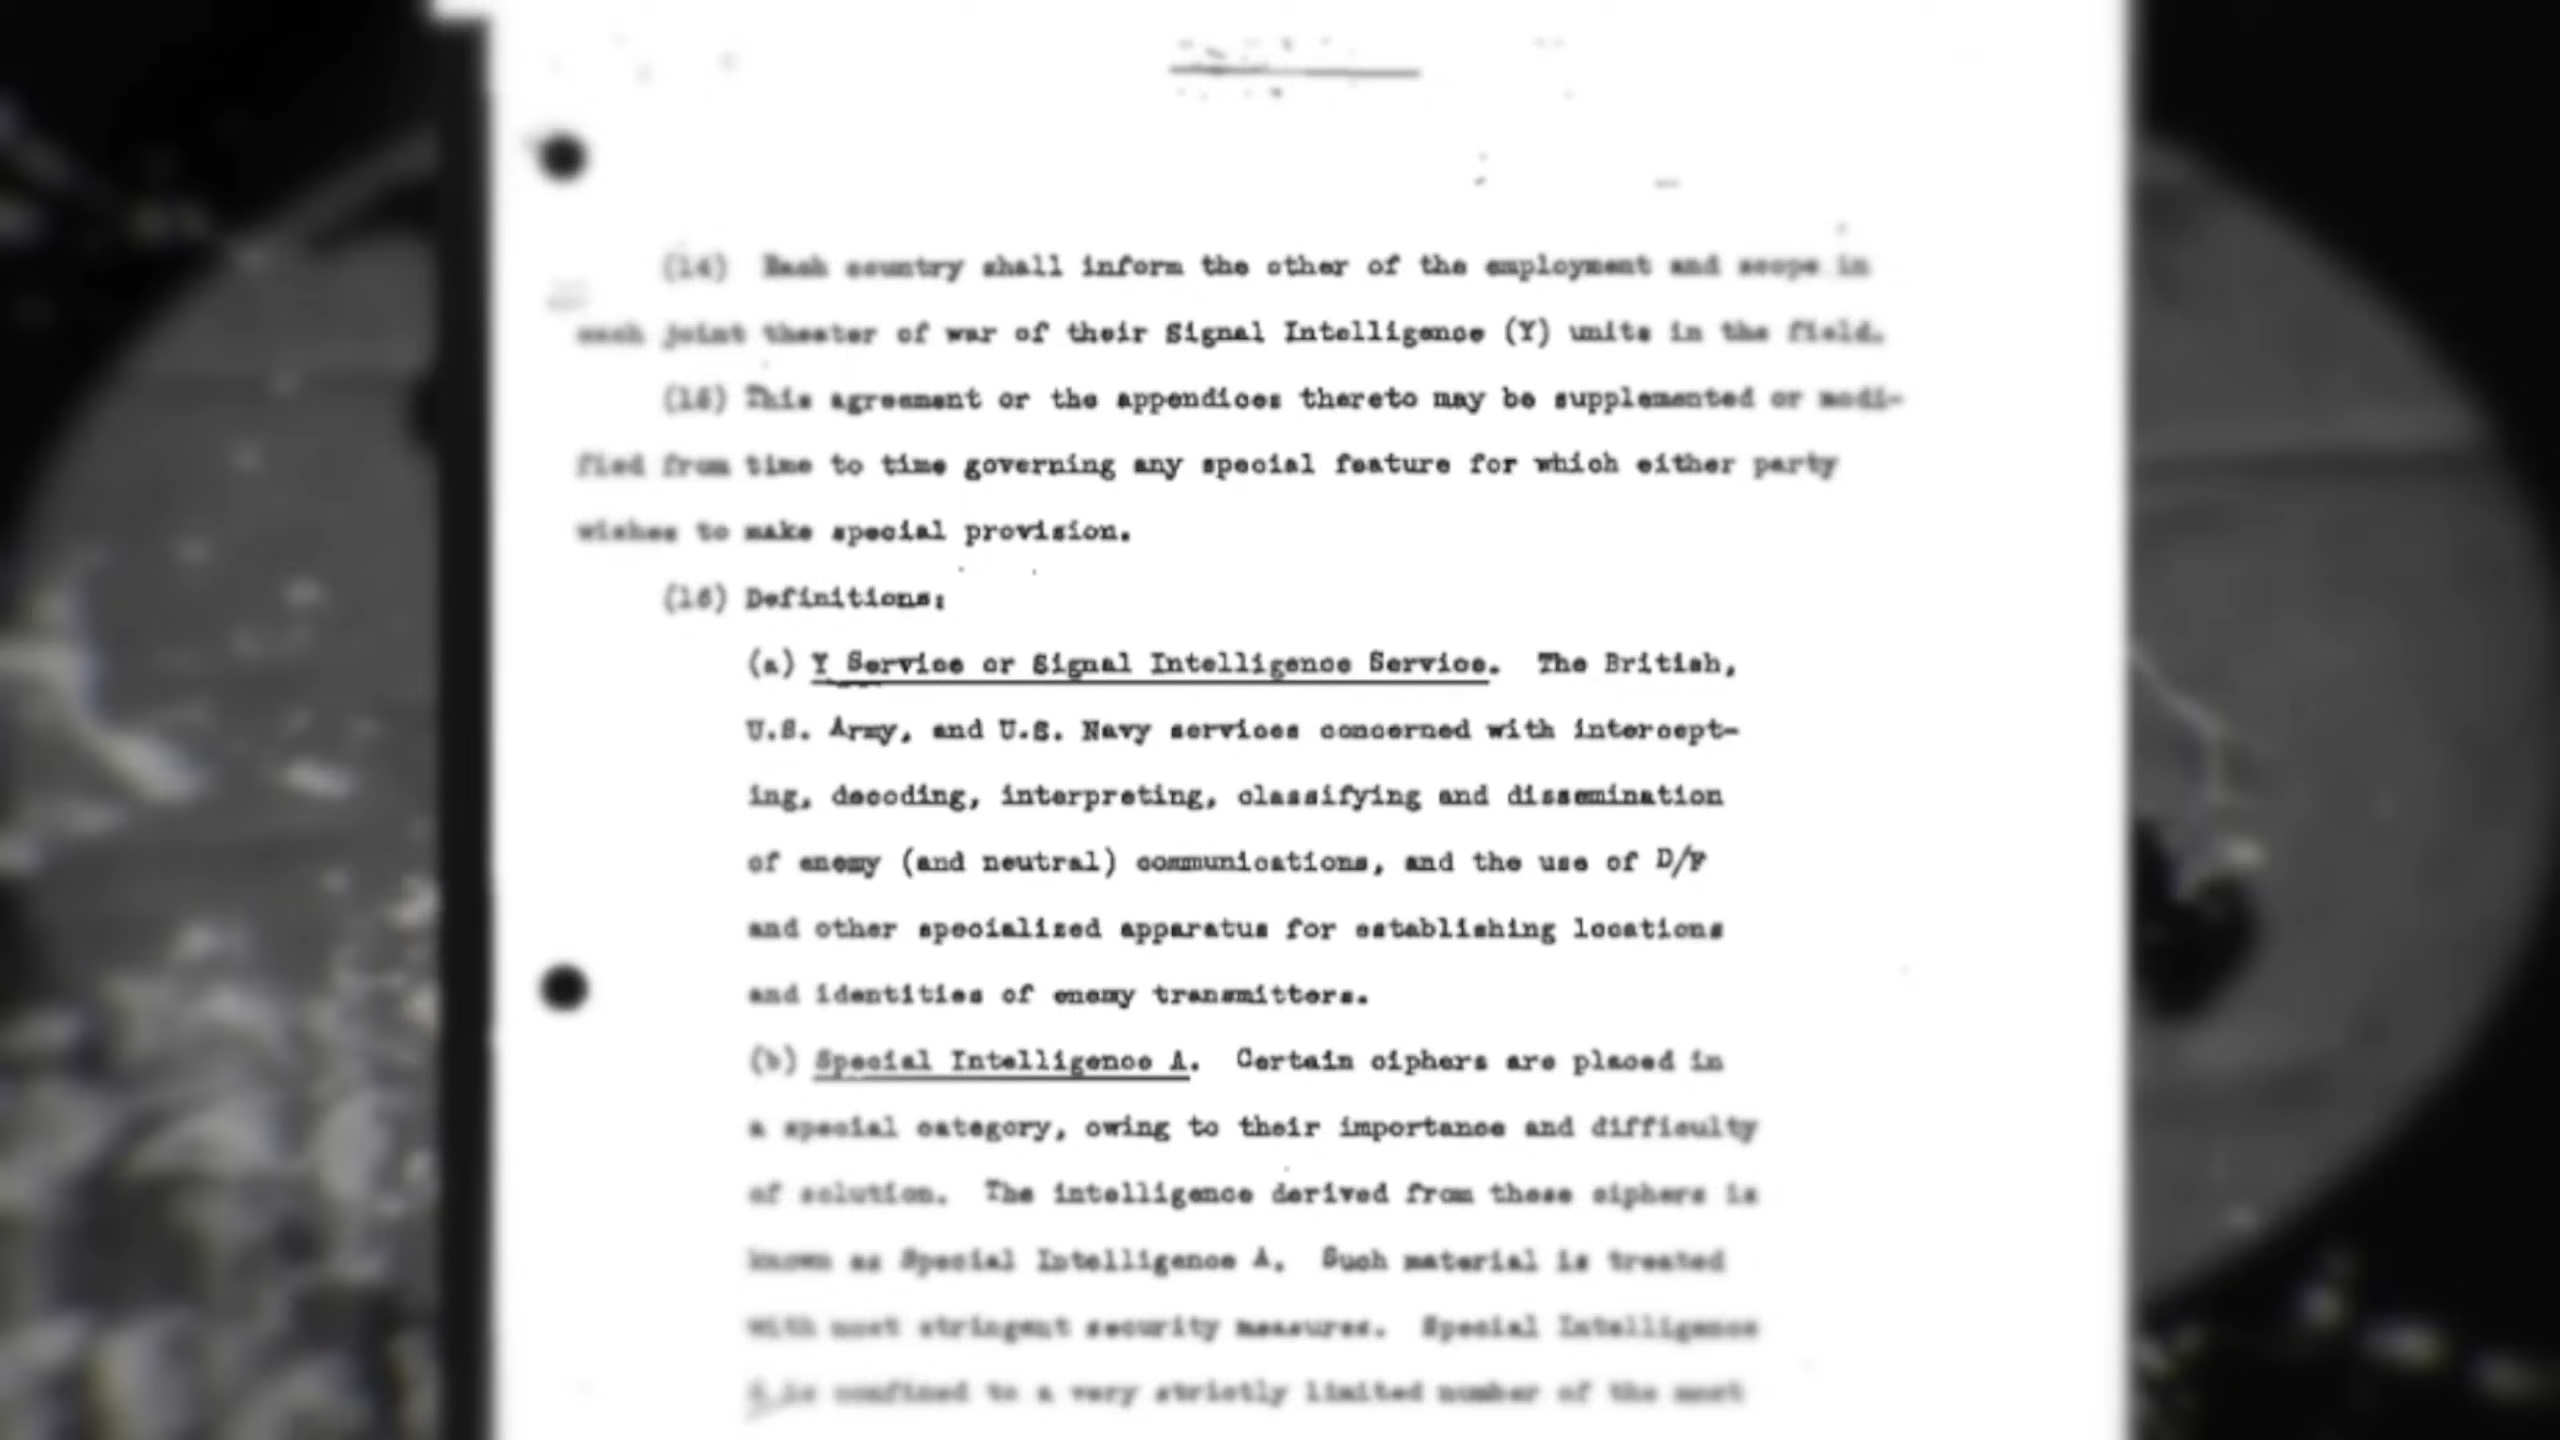 (14) Each country shall inform the other of the employment and scope in
each joint theater of war of their Signal Intelligence (Y) units in the field.
(15) This agreement or the appendices thereto may be supplemented or modi-
fied from time to time governing any special feature for which either party
wishes to make special provision.
(16) Definitions:
(a) Y Service or Signal Intelligence Service. The British,
U.S. Army, and U.S. Navy services concerned with intercept-
ing, decoding, interpreting, classifying and dissemination
of enemy (and neutral) communications, and the use of D/F
and other specialized apparatus for establishing locations
and identities of enemy transmitters.
(b) Special Intelligence A. Certain ciphers are placed in
a special category, owing to their importance and difficulty
of solution. The intelligence derived from these ciphers is
known as Special Intelligence A. Such material is treated
with most stringent security measures. Special Intelligence
A is confined to a very strictly limited number of the most